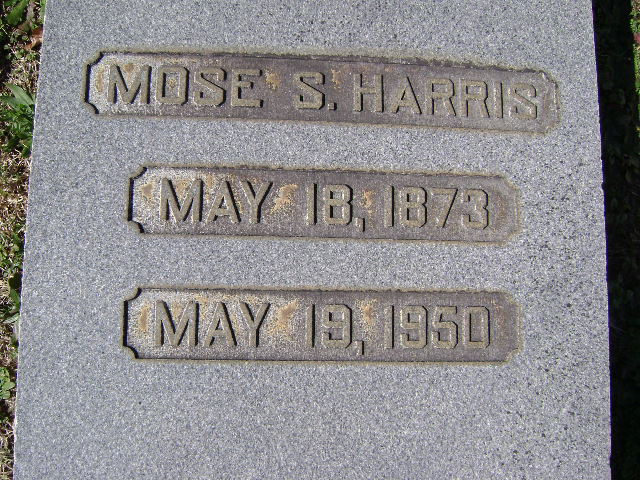 MOSE S. HARRIS
MAY 18, 1873
MAY 19, 1950